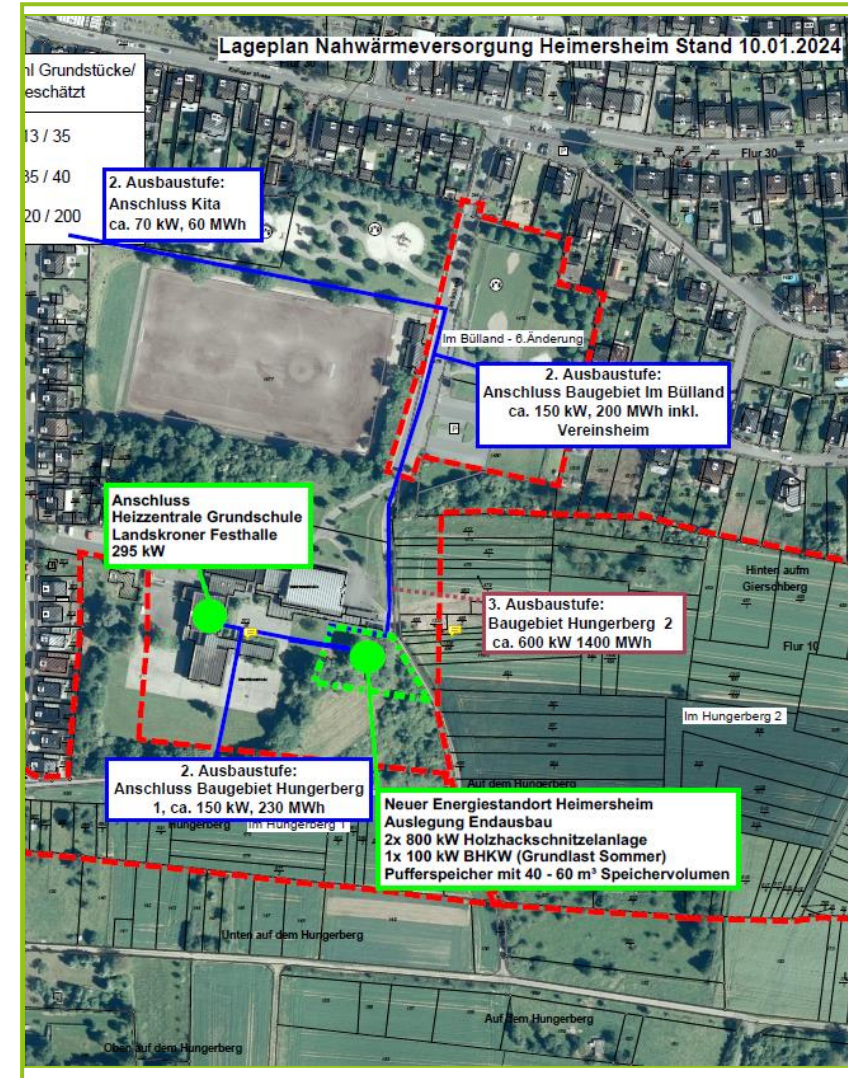 Lageplan Nahwärmeversorgung Heimersheim Stand 10.01.2024
hl Grundstücke/
eschätzt
13 / 35
35 / 40
20 / 200
Flur 30
K 44
Flur 30
P
2. Ausbaustufe:
Anschluss Kita
ca. 70 kW, 60 MWh
Im Bülland - 6.Änderung
2. Ausbaustufe:
Anschluss Baugebiet Im Bülland
ca. 150 kW, 200 MWh inkl.
Vereinsheim
P
Anschluss
Heizzentrale Grundschule
Landskroner Festhalle
295 kW
Hinten aufm
Gierschberg
3. Ausbaustufe:
Baugebiet Hungerberg 2
ca. 600 kW 1400 MWh
Flur 10
Im Hungerberg 2
2. Ausbaustufe:
Anschluss Baugebiet Hungerberg
1, ca. 150 kW, 230 MWh
Auf dem Hungerberg
Neuer Energiestandort Heimersheim
Auslegung Endausbau
2x 800 kW Holzhackschnitzelanlage
1x 100 kW BHKW (Grundlast Sommer)
Pufferspeicher mit 40 - 60 m³ Speichervolumen
Hungerberg
Im Hungerberg 1
Unten auf dem Hungerberg
Auf dem Hungerberg
Oben auf dem Hungerberg